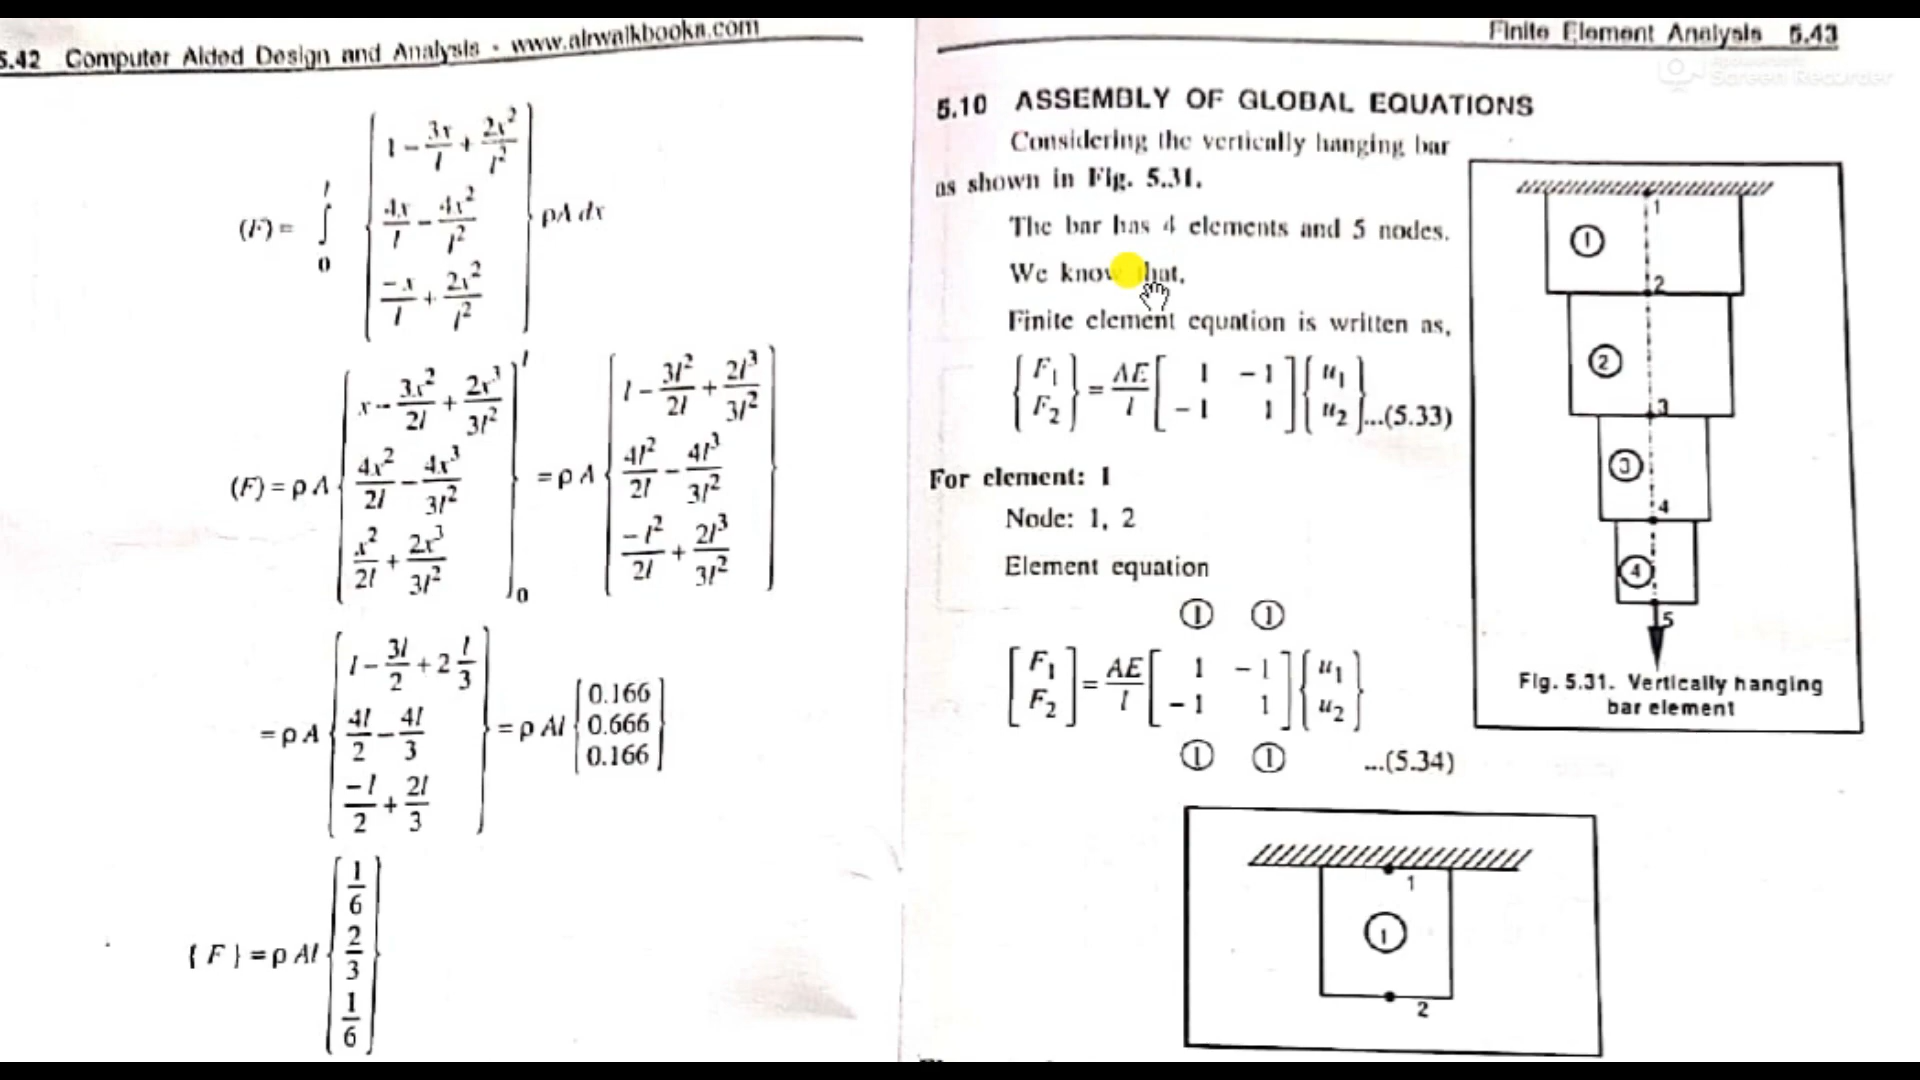 5.42 Computer Aided Design and Analysis - www.airwalkbooks.com
(F) = ∫ 0 l { 1 − 3x/l + 2x²/l²
4x/l − 4x²/l²
−x/l + 2x²/l² } ρA dx
(F) = ρ A { x − 3x²/2l + 2x³/3l²
4x²/2l − 4x³/3l²
x²/2l + 2x³/3l² } l 0 = ρ A { l − 3l²/2l + 2l³/3l²
4l²/2l − 4l³/3l²
−l²/2l + 2l³/3l² }
= ρ A { l − 3l/2 + 2 l/3
4l/2 − 4l/3
−l/2 + 2l/3 } = ρ Al { 0.166
0.666
0.166 }
{ F } = ρ Al { 1/6
2/3
1/6 }
Finite Element Analysis 5.43
Screen Recorder
5.10 ASSEMBLY OF GLOBAL EQUATIONS
Considering the vertically hanging bar
as shown in Fig. 5.31.
The bar has 4 elements and 5 nodes.
We know that,
Finite element equation is written as,
{ F₁ F₂ } = AE/l [ 1 −1 −1 1 ] { u₁ u₂ } ...(5.33)
For element: 1
Node: 1, 2
Element equation
① ①
[ F₁ F₂ ] = AE/l [ 1 −1 −1 1 ] { u₁ u₂ }
① ① ...(5.34)
1
①
2
②
3
③
4
④
5
Fig. 5.31. Vertically hanging
bar element
1
①
2